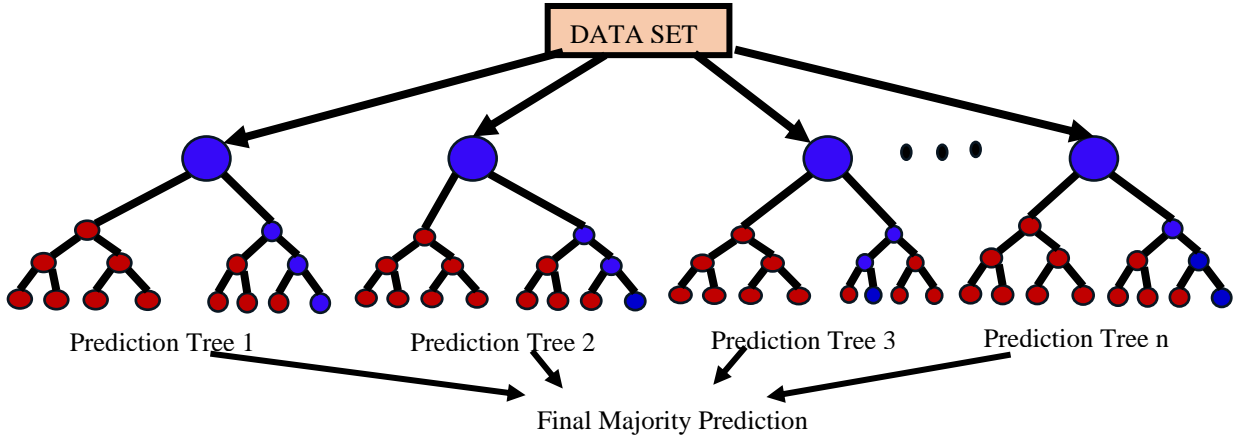 DATA SET
Prediction Tree 1
Prediction Tree 2
Prediction Tree 3
Prediction Tree n
Final Majority Prediction